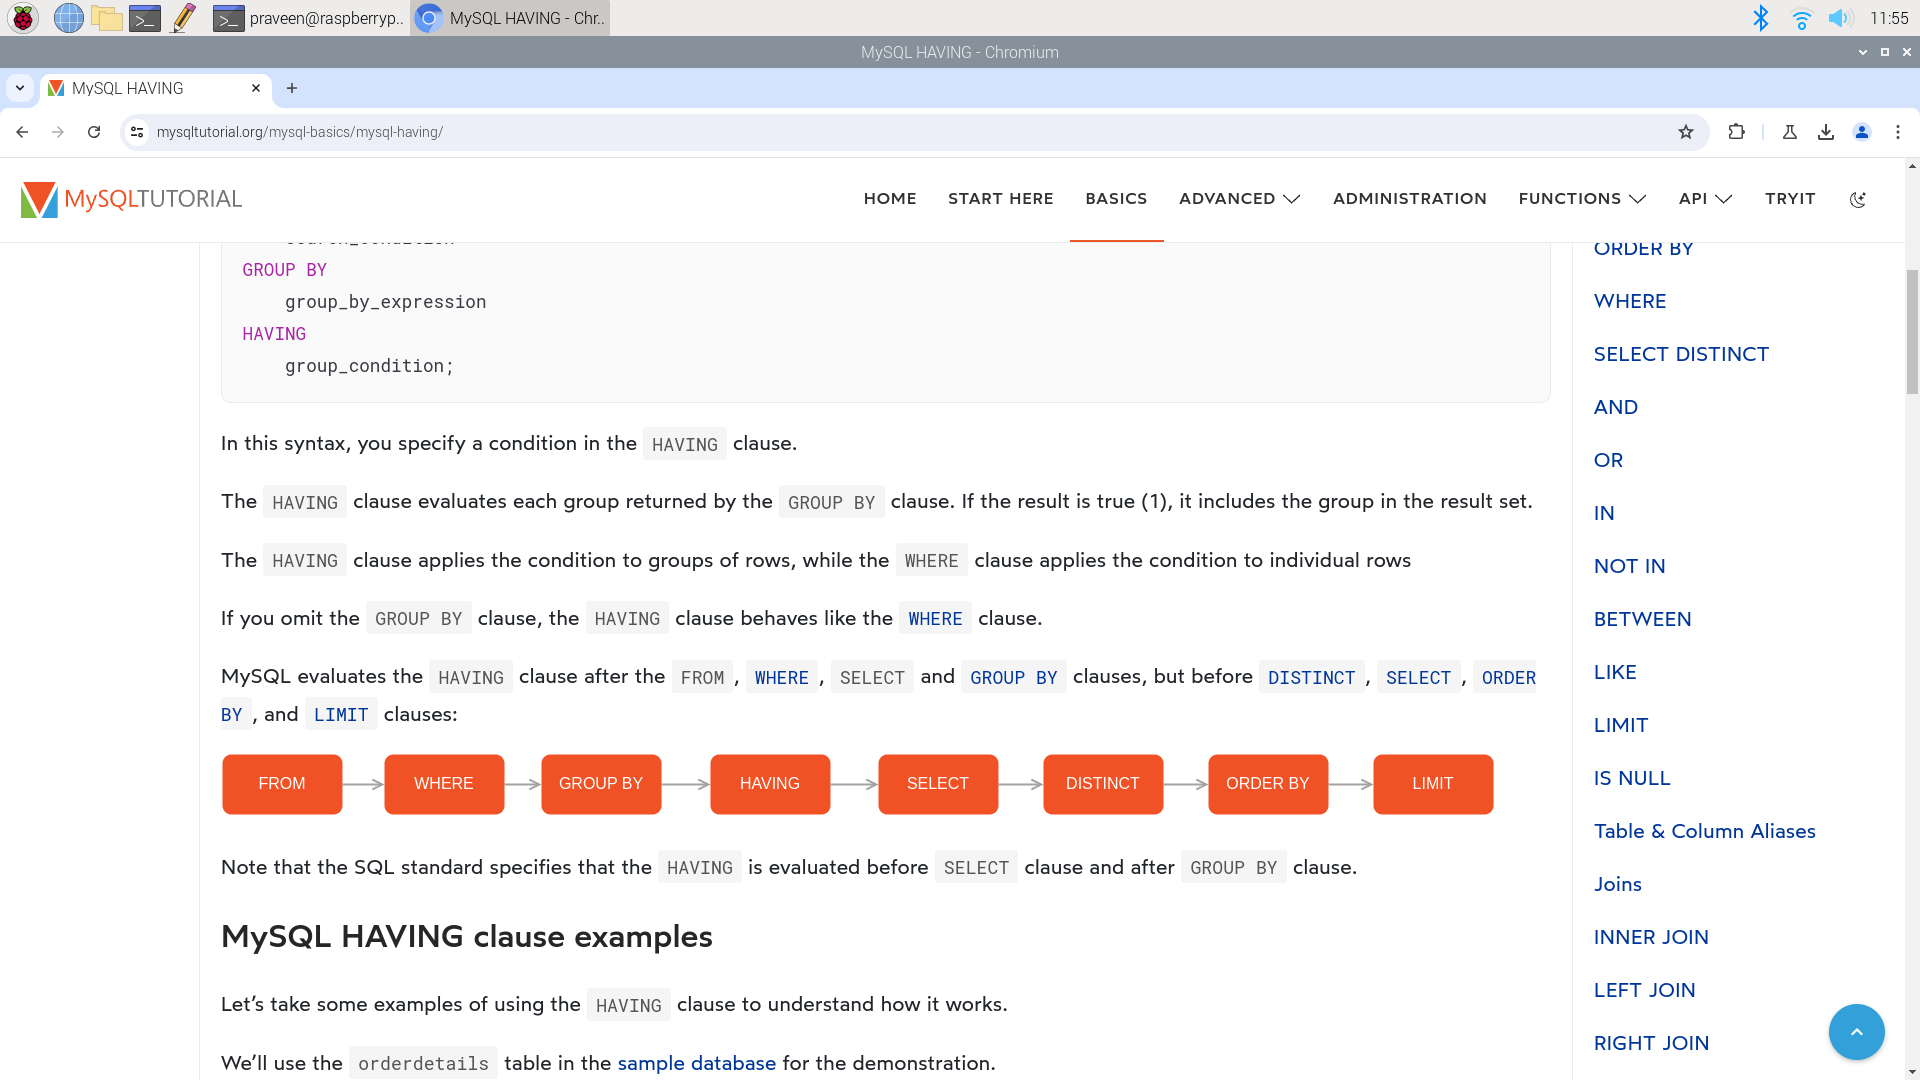 praveen@raspberryp..
MySQL HAVING - Chr..
11:55
MySQL HAVING - Chromium
MySQL HAVING
mysqltutorial.org/mysql-basics/mysql-having/
MySQLTUTORIAL
HOME
START HERE
BASICS
ADVANCED
ADMINISTRATION
FUNCTIONS
API
TRYIT
GROUP BY
group_by_expression
HAVING
group_condition;
In this syntax, you specify a condition in the HAVING clause.
The HAVING clause evaluates each group returned by the GROUP BY clause. If the result is true (1), it includes the group in the result set.
The HAVING clause applies the condition to groups of rows, while the WHERE clause applies the condition to individual rows
If you omit the GROUP BY clause, the HAVING clause behaves like the WHERE clause.
MySQL evaluates the HAVING clause after the FROM , WHERE , SELECT and GROUP BY clauses, but before DISTINCT , SELECT , ORDER
BY , and LIMIT clauses:
FROM
WHERE
GROUP BY
HAVING
SELECT
DISTINCT
ORDER BY
LIMIT
Note that the SQL standard specifies that the HAVING is evaluated before SELECT clause and after GROUP BY clause.
MySQL HAVING clause examples
Let's take some examples of using the HAVING clause to understand how it works.
We'll use the orderdetails table in the sample database for the demonstration.
ORDER BY
WHERE
SELECT DISTINCT
AND
OR
IN
NOT IN
BETWEEN
LIKE
LIMIT
IS NULL
Table & Column Aliases
Joins
INNER JOIN
LEFT JOIN
RIGHT JOIN